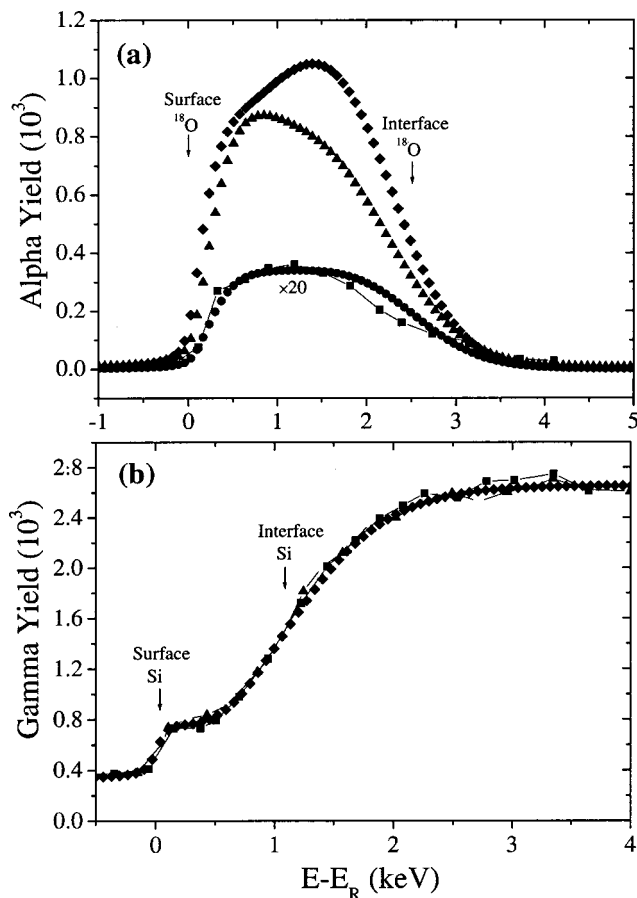 (a)
1.2
1.0
0.8
0.6
0.4
0.2
0.0
Alpha Yield (10³)
Surface
¹⁸O
Interface
¹⁸O
×20
-1 0 1 2 3 4 5
(b)
2.8
2.4
2.0
1.6
1.2
0.8
0.4
0.0
Gamma Yield (10³)
Interface
Si
Surface
Si
0 1 2 3 4
E-E_R (keV)